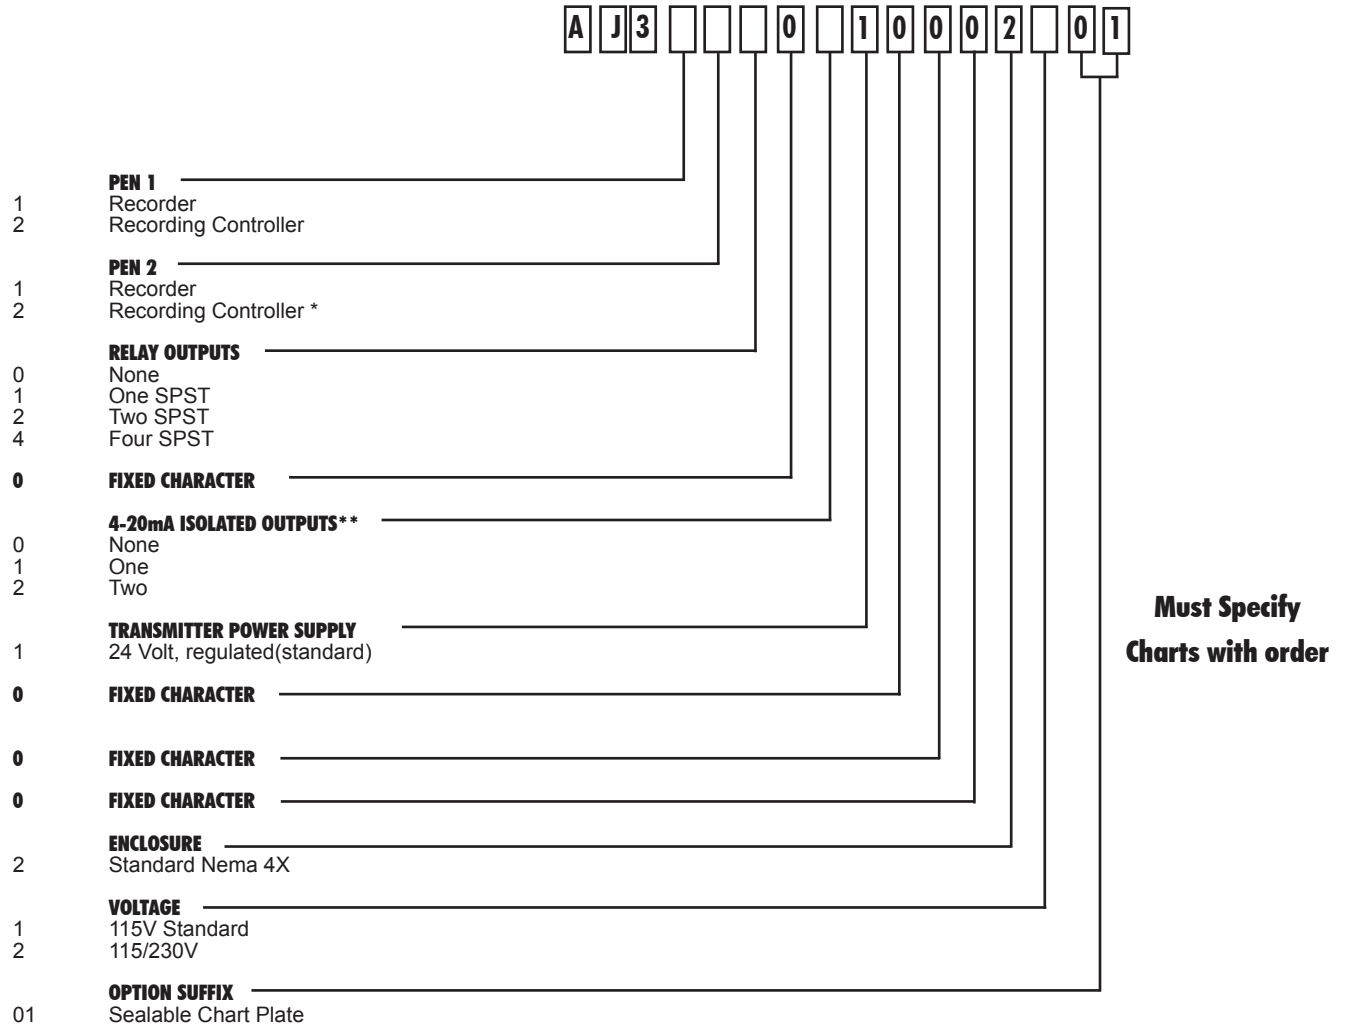 A J 3 0 1 0 0 0 2 0 1
PEN 1
1 Recorder
2 Recording Controller
PEN 2
1 Recorder
2 Recording Controller *
RELAY OUTPUTS
0 None
1 One SPST
2 Two SPST
4 Four SPST
0 FIXED CHARACTER
4-20mA ISOLATED OUTPUTS**
0 None
1 One
2 Two
TRANSMITTER POWER SUPPLY
1 24 Volt, regulated(standard)
Must Specify
Charts with order
0 FIXED CHARACTER
0 FIXED CHARACTER
0 FIXED CHARACTER
ENCLOSURE
2 Standard Nema 4X
VOLTAGE
1 115V Standard
2 115/230V
OPTION SUFFIX
01 Sealable Chart Plate